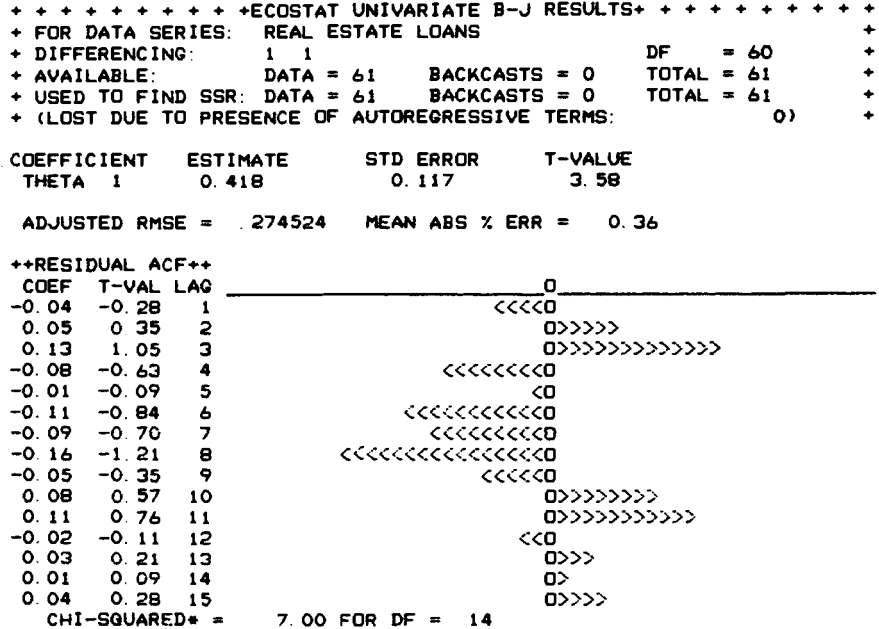 + + + + + + + + +ECOSTAT UNIVARIATE B-J RESULTS+ + + + + + + + +
+ FOR DATA SERIES: REAL ESTATE LOANS +
+ DIFFERENCING: 1 1 DF = 60 +
+ AVAILABLE: DATA = 61 BACKCASTS = 0 TOTAL = 61 +
+ USED TO FIND SSR: DATA = 61 BACKCASTS = 0 TOTAL = 61 +
+ (LOST DUE TO PRESENCE OF AUTOREGRESSIVE TERMS: 0) +
COEFFICIENT ESTIMATE STD ERROR T-VALUE
THETA 1 0.418 0.117 3.58
ADJUSTED RMSE = .274524 MEAN ABS % ERR = 0.36
++RESIDUAL ACF++
COEF T-VAL LAG 0
-0.04 -0.28 1 <<<<0
0.05 0.35 2 0>>>>>
0.13 1.05 3 0>>>>>>>>>>>>>
-0.08 -0.63 4 <<<<<<<<0
-0.01 -0.09 5 <0
-0.11 -0.84 6 <<<<<<<<<<<0
-0.09 -0.70 7 <<<<<<<<<0
-0.16 -1.21 8 <<<<<<<<<<<<<<<<0
-0.05 -0.35 9 <<<<<0
0.08 0.57 10 0>>>>>>>>
0.11 0.76 11 0>>>>>>>>>>>
-0.02 -0.11 12 <<0
0.03 0.21 13 0>>>
0.01 0.09 14 0>
0.04 0.28 15 0>>>>
CHI-SQUARED* = 7.00 FOR DF = 14